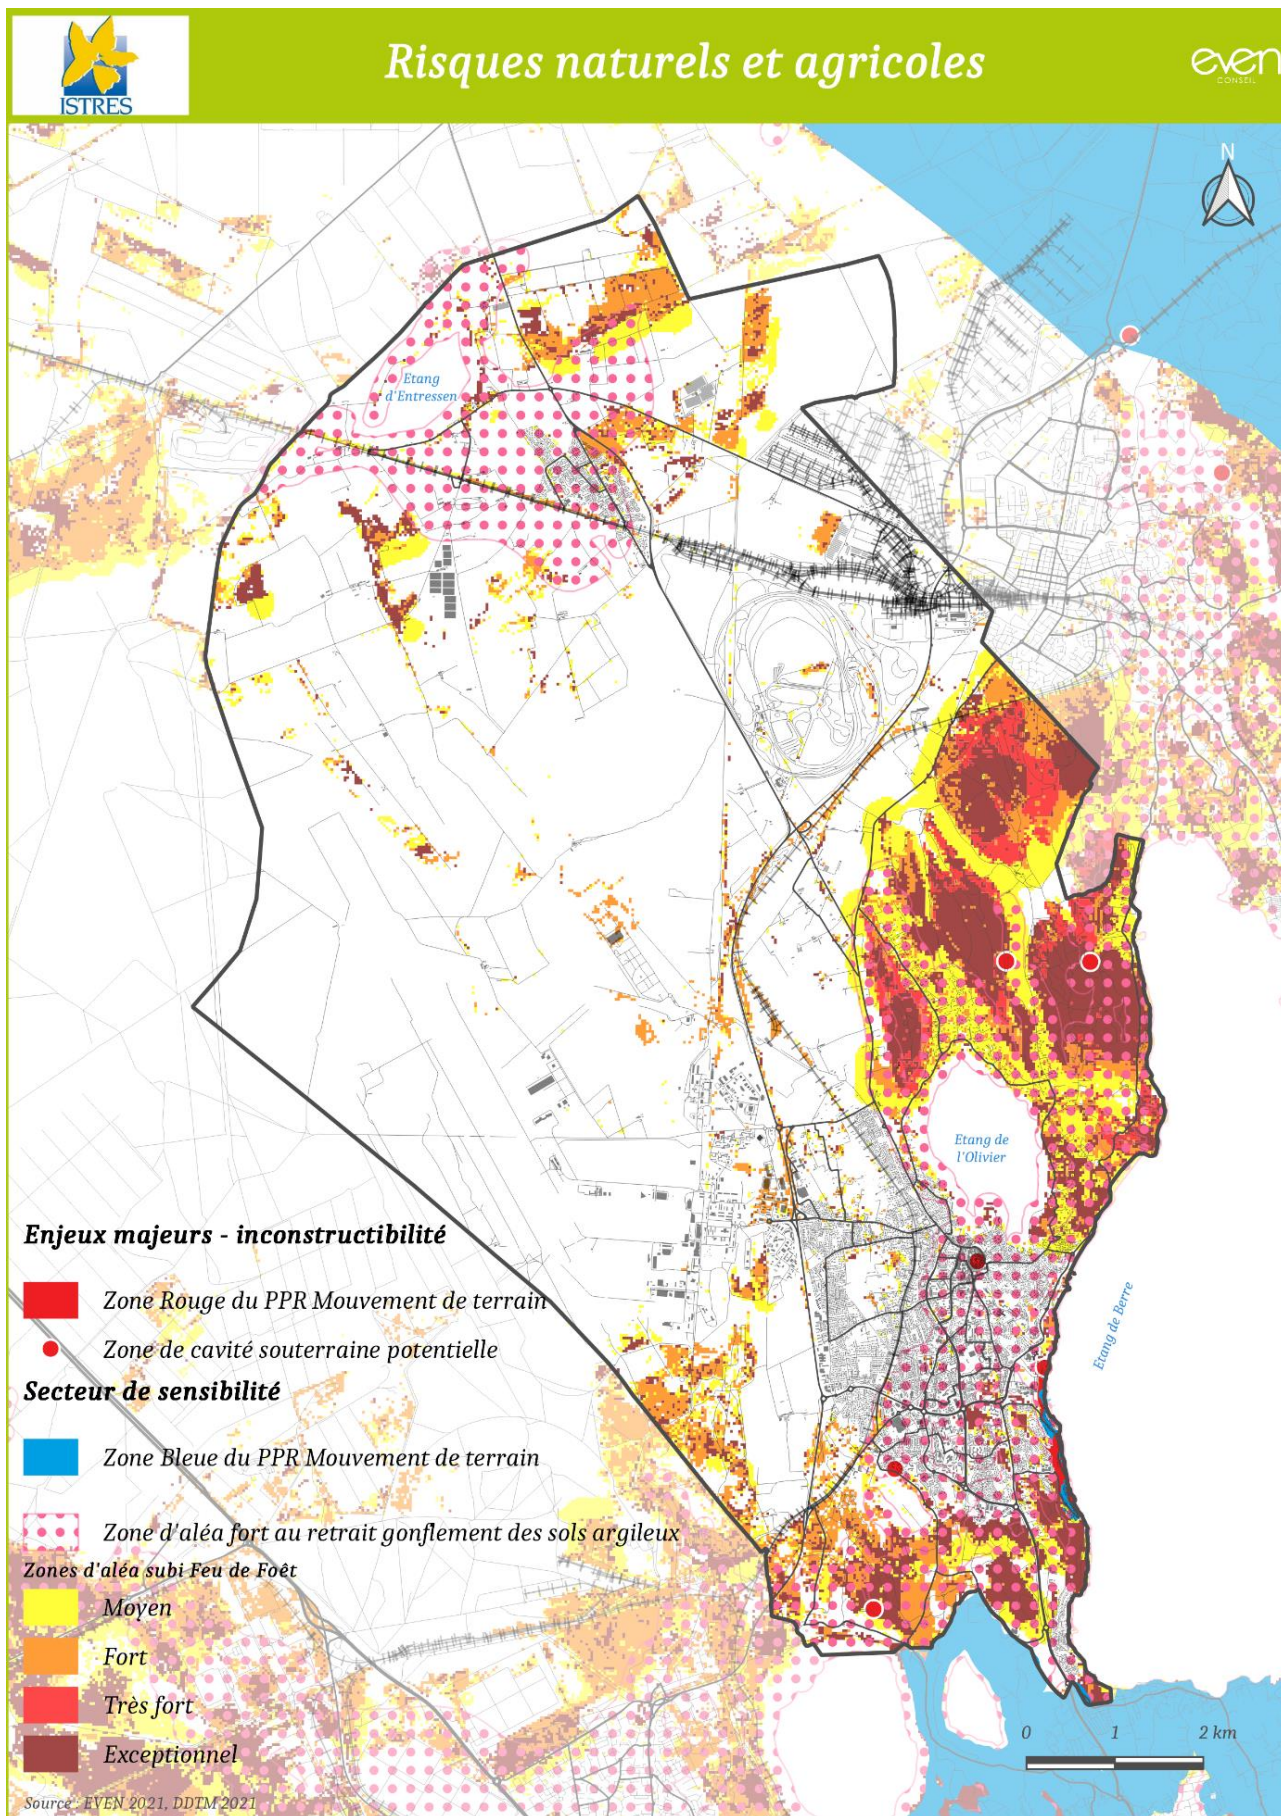 Risques naturels et agricoles
ISTRES
even
CONSEIL
N
Etang
d'Entressen
Etang de
l'Olivier
Etang de Berre
Enjeux majeurs - inconstructibilité
Zone Rouge du PPR Mouvement de terrain
Zone de cavité souterraine potentielle
Secteur de sensibilité
Zone Bleue du PPR Mouvement de terrain
Zone d'aléa fort au retrait gonflement des sols argileux
Zones d'aléa subi Feu de Foêt
Moyen
Fort
Très fort
Exceptionnel
0 1 2 km
Source : EVEN 2021, DDTM 2021